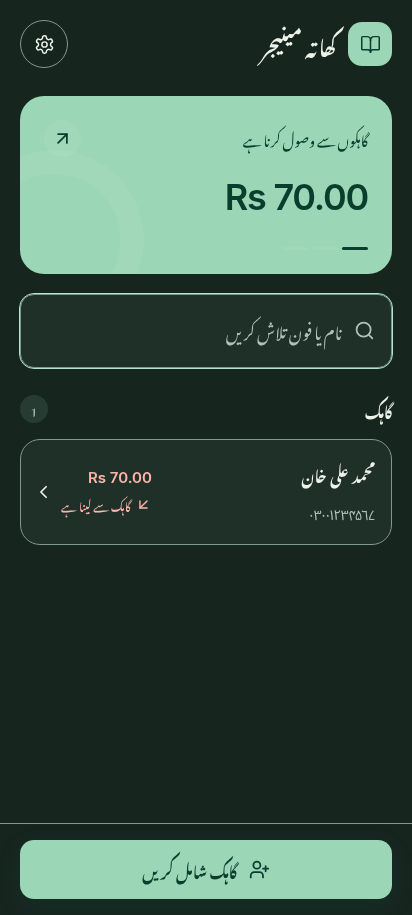 کھاتہ مینیجر
گاہکوں سے وصول کرنا ہے
Rs 70.00
نام یا فون تلاش کریں
گاہک
۱
محمد علی خان
۰۳۰۰۱۲۳۴۵۶۷
Rs 70.00
گاہک سے لینا ہے
گاہک شامل کریں